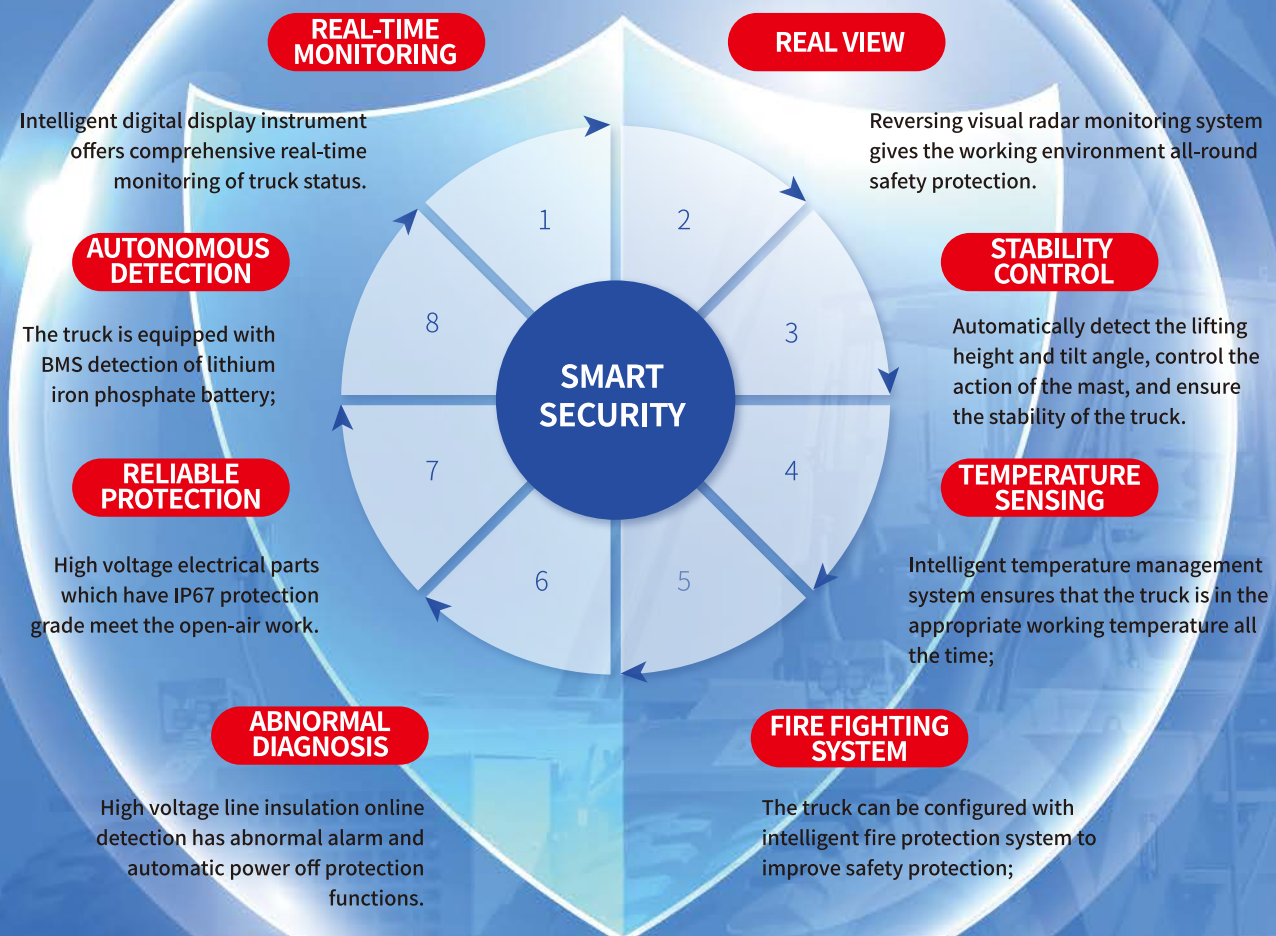 REAL-TIME
MONITORING
Intelligent digital display instrument
offers comprehensive real-time
monitoring of truck status.
REAL VIEW
Reversing visual radar monitoring system
gives the working environment all-round
safety protection.
STABILITY
CONTROL
Automatically detect the lifting
height and tilt angle, control the
action of the mast, and ensure
the stability of the truck.
TEMPERATURE
SENSING
Intelligent temperature management
system ensures that the truck is in the
appropriate working temperature all
the time;
FIRE FIGHTING
SYSTEM
The truck can be configured with
intelligent fire protection system to
improve safety protection;
ABNORMAL
DIAGNOSIS
High voltage line insulation online
detection has abnormal alarm and
automatic power off protection
functions.
RELIABLE
PROTECTION
High voltage electrical parts
which have IP67 protection
grade meet the open-air work.
AUTONOMOUS
DETECTION
The truck is equipped with
BMS detection of lithium
iron phosphate battery;
1
2
3
4
5
6
7
8
SMART
SECURITY